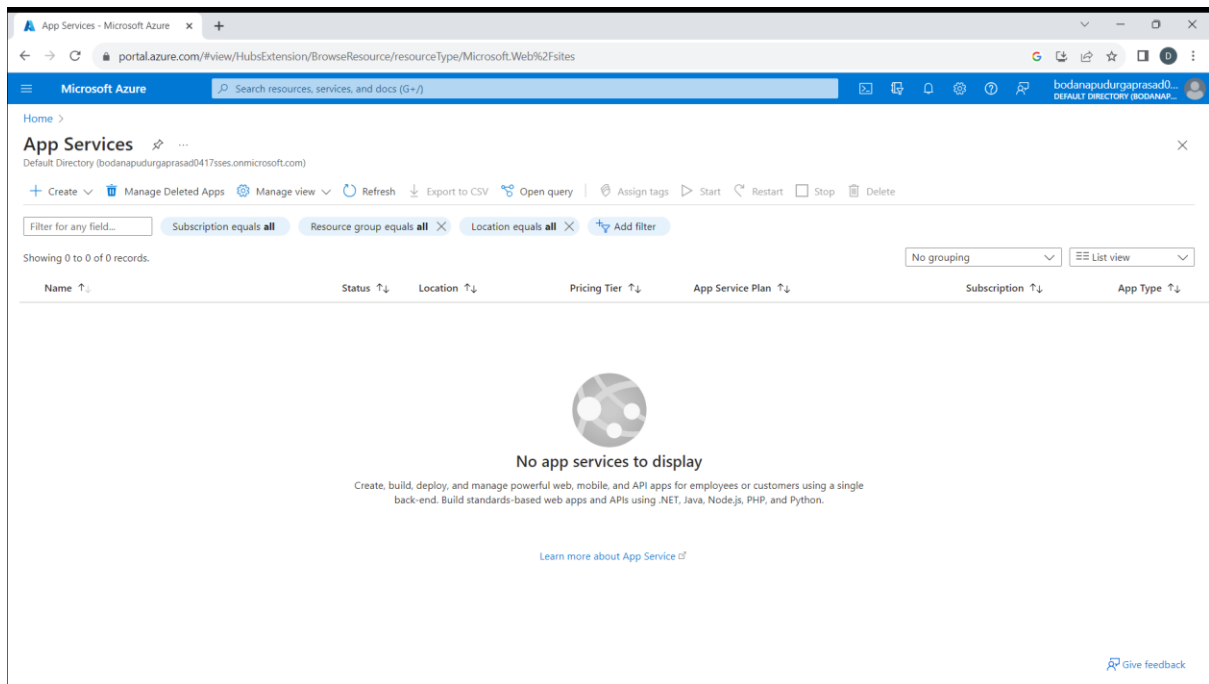 App Services - Microsoft Azure
portal.azure.com/#view/HubsExtension/BrowseResource/resourceType/Microsoft.Web%2Fsites
G
D
Microsoft Azure
Search resources, services, and docs (G+/)
bodanapudurgaprasad0...
DEFAULT DIRECTORY (BODANAP...
Home >
App Services
Default Directory (bodanapudurgaprasad0417sses.onmicrosoft.com)
Create
Manage Deleted Apps
Manage view
Refresh
Export to CSV
Open query
Assign tags
Start
Restart
Stop
Delete
Filter for any field...
Subscription equals all
Resource group equals all
Location equals all
Add filter
Showing 0 to 0 of 0 records.
No grouping
List view
Name
Status
Location
Pricing Tier
App Service Plan
Subscription
App Type
No app services to display
Create, build, deploy, and manage powerful web, mobile, and API apps for employees or customers using a single
back-end. Build standards-based web apps and APIs using .NET, Java, Node.js, PHP, and Python.
Learn more about App Service
Give feedback